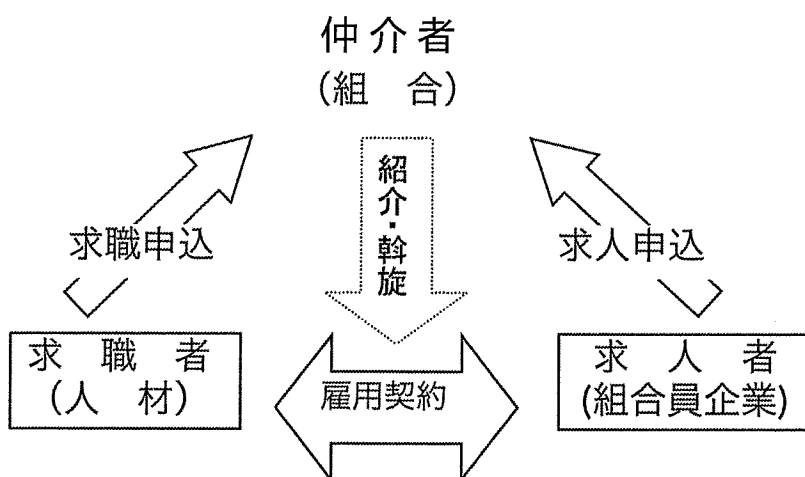 仲介者
（組　合）
紹介・斡旋
求職申込
求人申込
求　職　者
（人　材）
雇用契約
求　人　者
(組合員企業)